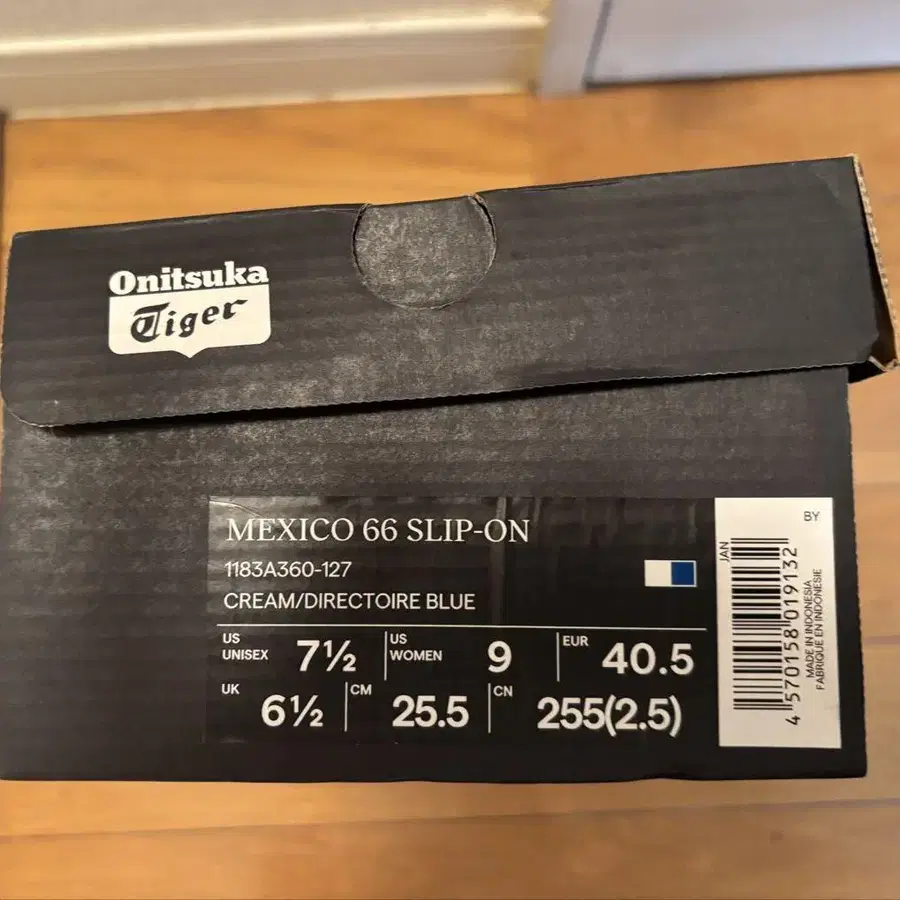 Onitsuka
Tiger
MEXICO 66 SLIP-ON
1183A360-127
CREAM/DIRECTOIRE BLUE
US UNISEX 7½ US WOMEN 9 EUR 40.5
UK 6½ CM 25.5 CN 255(2.5)
BY
JAN
4 570158 019132
MADE IN INDONESIA
FABRIQUE EN INDONESIE